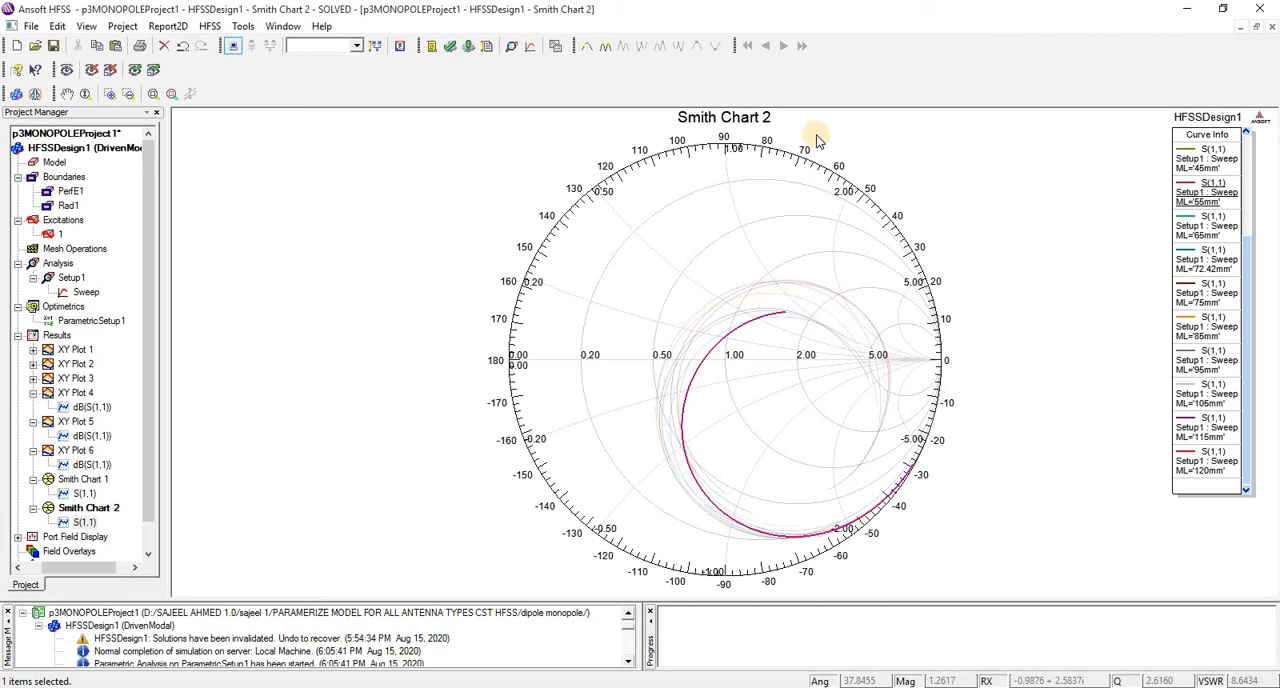 Ansoft HFSS - p3MONOPOLEProject1 - HFSSDesign1 - Smith Chart 2 - SOLVED - [p3MONOPOLEProject1 - HFSSDesign1 - Smith Chart 2]
File Edit View Project Report2D HFSS Tools Window Help
Project Manager
p3MONOPOLEProject1*
HFSSDesign1 (DrivenMod
Model
Boundaries
PerfE1
Rad1
Excitations
1
Mesh Operations
Analysis
Setup1
Sweep
Optimetrics
ParametricSetup1
Results
XY Plot 1
XY Plot 2
XY Plot 3
XY Plot 4
dB(S(1,1))
XY Plot 5
dB(S(1,1))
XY Plot 6
dB(S(1,1))
Smith Chart 1
S(1,1)
Smith Chart 2
S(1,1)
Port Field Display
Field Overlays
Project
Smith Chart 2
90
100 1.00 80
110 70
120 60
130 0.50 2.00 50
140 40
150 30
160 0.20 5.00 20
170 10
180 0.00 0.20 0.50 1.00 2.00 5.00 0
0.00
-170 -10
-160 -0.20 -5.00 -20
-150 -30
-140 -40
-130 -0.50 -2.00 -50
-120 -60
-110 -1.00 -70
-100 -90 -80
HFSSDesign1
ANSOFT
Curve Info
S(1,1)
Setup1 : Sweep
ML='45mm'
S(1,1)
Setup1 : Sweep
ML='55mm'
S(1,1)
Setup1 : Sweep
ML='65mm'
S(1,1)
Setup1 : Sweep
ML='72.42mm'
S(1,1)
Setup1 : Sweep
ML='75mm'
S(1,1)
Setup1 : Sweep
ML='85mm'
S(1,1)
Setup1 : Sweep
ML='95mm'
S(1,1)
Setup1 : Sweep
ML='105mm'
S(1,1)
Setup1 : Sweep
ML='115mm'
S(1,1)
Setup1 : Sweep
ML='120mm'
Message M
p3MONOPOLEProject1 (D:/SAJEEL AHMED 1.0/sajeel 1/PARAMERIZE MODEL FOR ALL ANTENNA TYPES CST HFSS/dipole monopole/)
HFSSDesign1 (DrivenModal)
HFSSDesign1: Solutions have been invalidated. Undo to recover. (5:54:34 PM Aug 15, 2020)
Normal completion of simulation on server: Local Machine. (6:05:41 PM Aug 15, 2020)
Parametric Analysis on ParametricSetup1 has been started. (6:05:41 PM Aug 15, 2020)
Progress
1 items selected.
Ang 37.8455 Mag 1.2617 RX -0.9876 + 2.5837i Q 2.6160 VSWR 8.6434